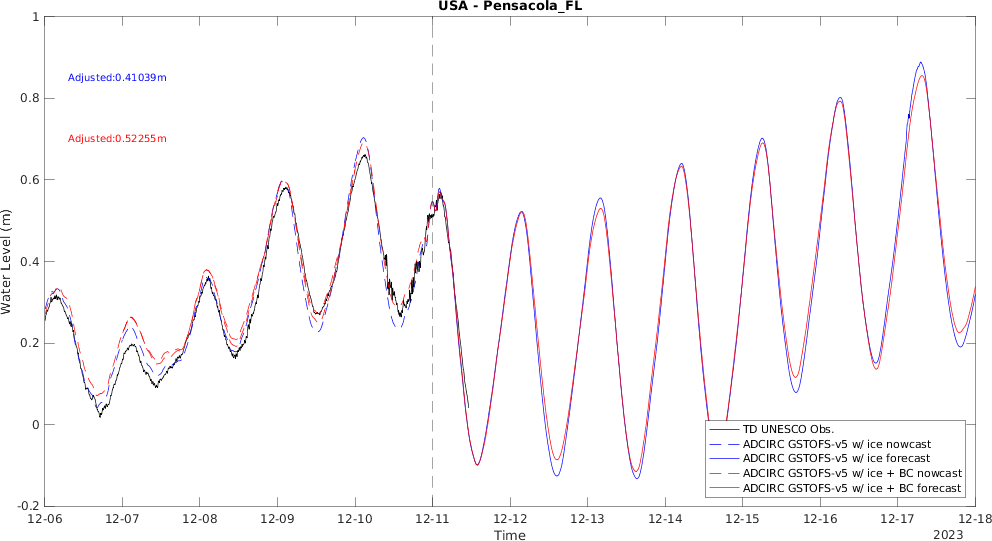 USA - Pensacola_FL
Adjusted:0.41039m
Adjusted:0.52255m
Water Level (m)
1
0.8
0.6
0.4
0.2
0
-0.2
TD UNESCO Obs.
ADCIRC GSTOFS-v5 w/ ice nowcast
ADCIRC GSTOFS-v5 w/ ice forecast
ADCIRC GSTOFS-v5 w/ ice + BC nowcast
ADCIRC GSTOFS-v5 w/ ice + BC forecast
12-06 12-07 12-08 12-09 12-10 12-11 12-12 12-13 12-14 12-15 12-16 12-17 12-18
Time
2023